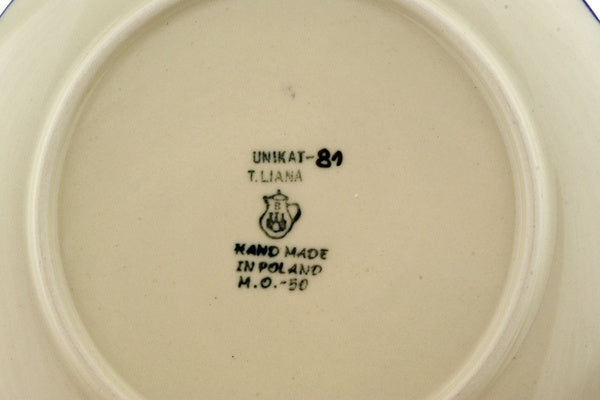 UNIKAT-81
T.LIANA
B
HAND MADE
IN POLAND
M.O.-50